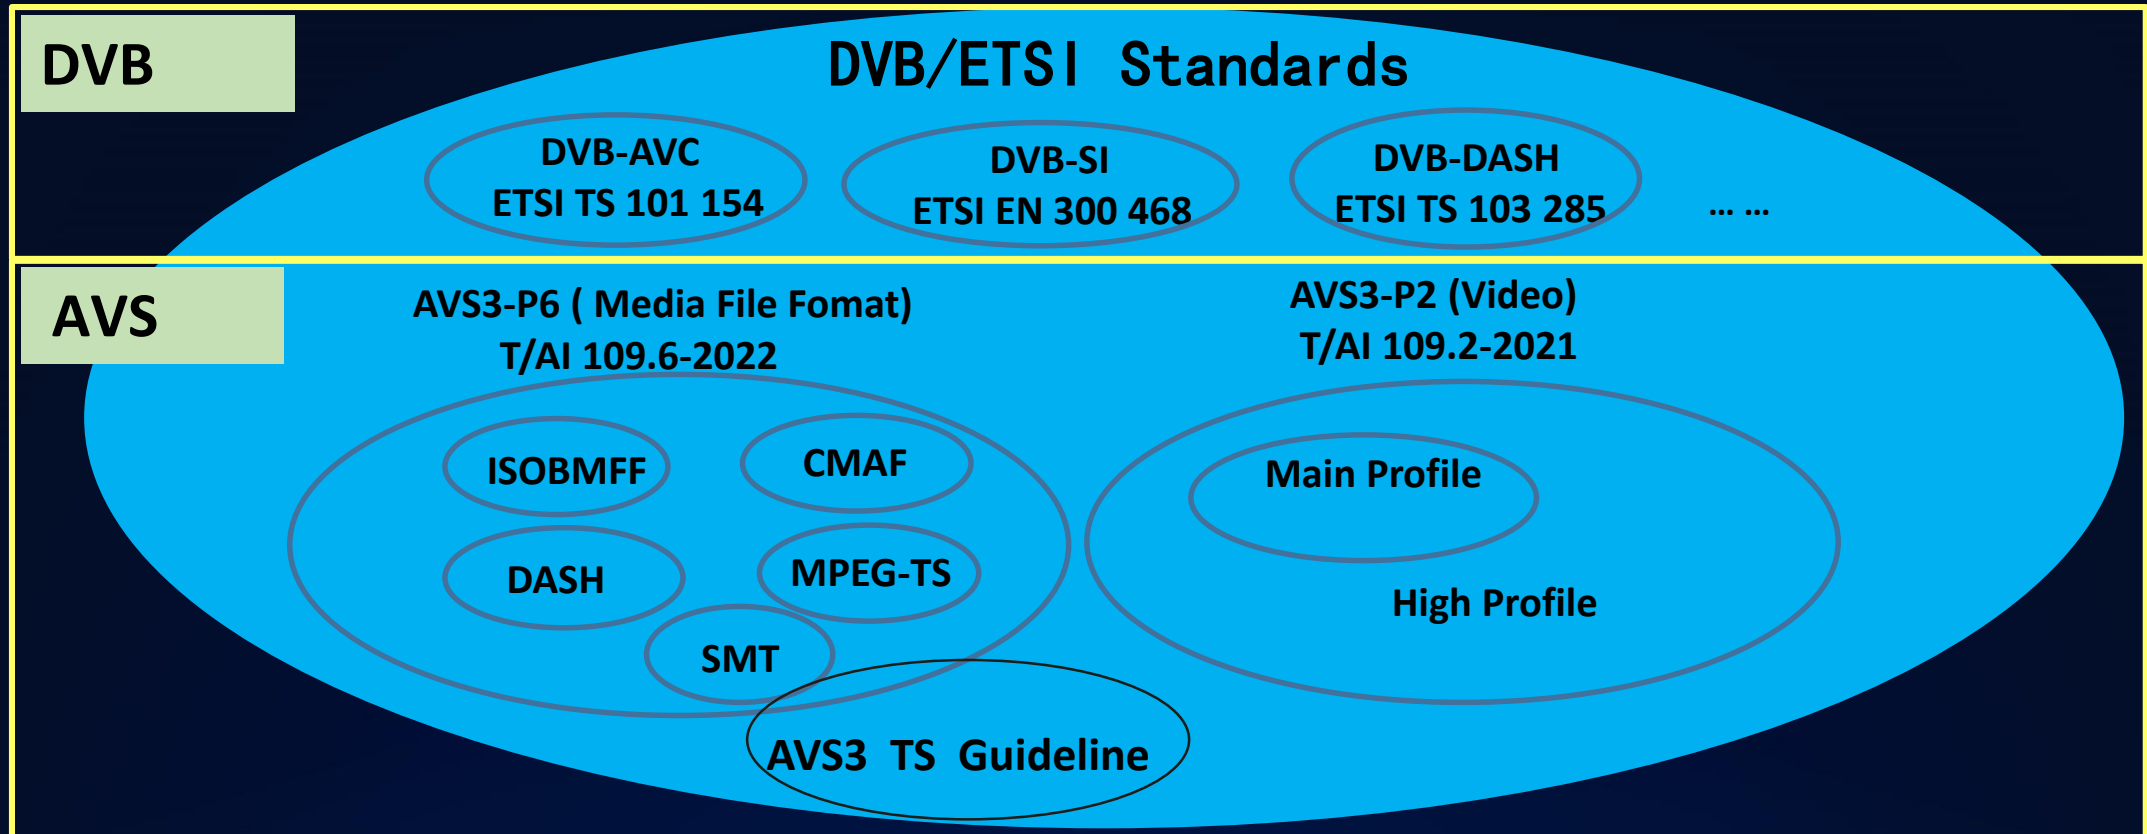 DVB
DVB/ETSI Standards
DVB-AVC
ETSI TS 101 154
DVB-SI
ETSI EN 300 468
DVB-DASH
ETSI TS 103 285
... ...
AVS
AVS3-P6 ( Media File Fomat)
T/AI 109.6-2022
AVS3-P2 (Video)
T/AI 109.2-2021
ISOBMFF
CMAF
DASH
MPEG-TS
SMT
Main Profile
High Profile
AVS3 TS Guideline